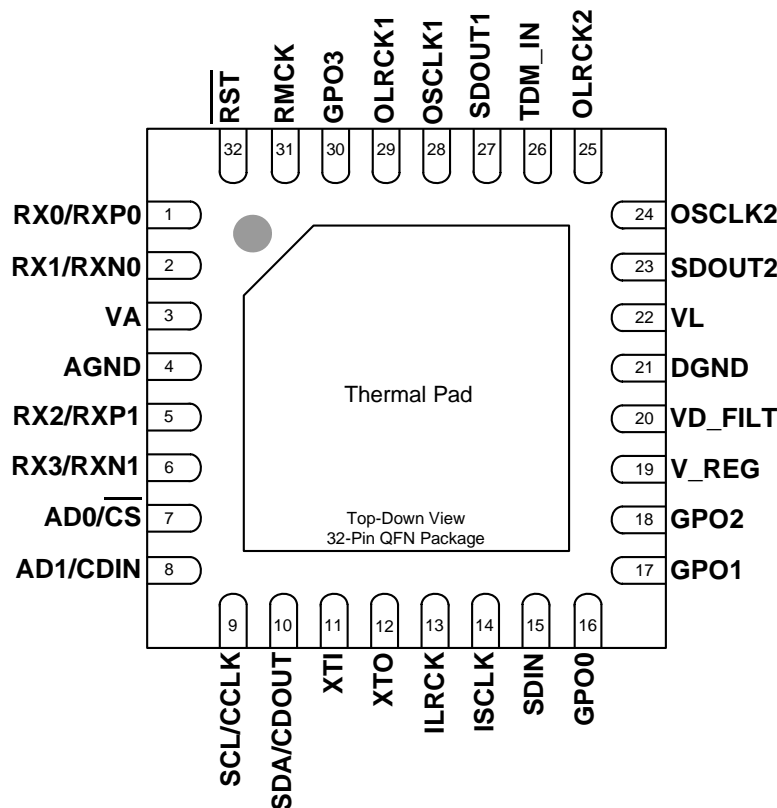 R̅S̅T̅
RMCK
GPO3
OLRCK1
OSCLK1
SDOUT1
TDM_IN
OLRCK2
32
31
30
29
28
27
26
25
RX0/RXP0 1
RX1/RXN0 2
VA 3
AGND 4
RX2/RXP1 5
RX3/RXN1 6
AD0/C̅S̅ 7
AD1/CDIN 8
Thermal Pad
Top-Down View
32-Pin QFN Package
24 OSCLK2
23 SDOUT2
22 VL
21 DGND
20 VD_FILT
19 V_REG
18 GPO2
17 GPO1
9
10
11
12
13
14
15
16
SCL/CCLK
SDA/CDOUT
XTI
XTO
ILRCK
ISCLK
SDIN
GPO0